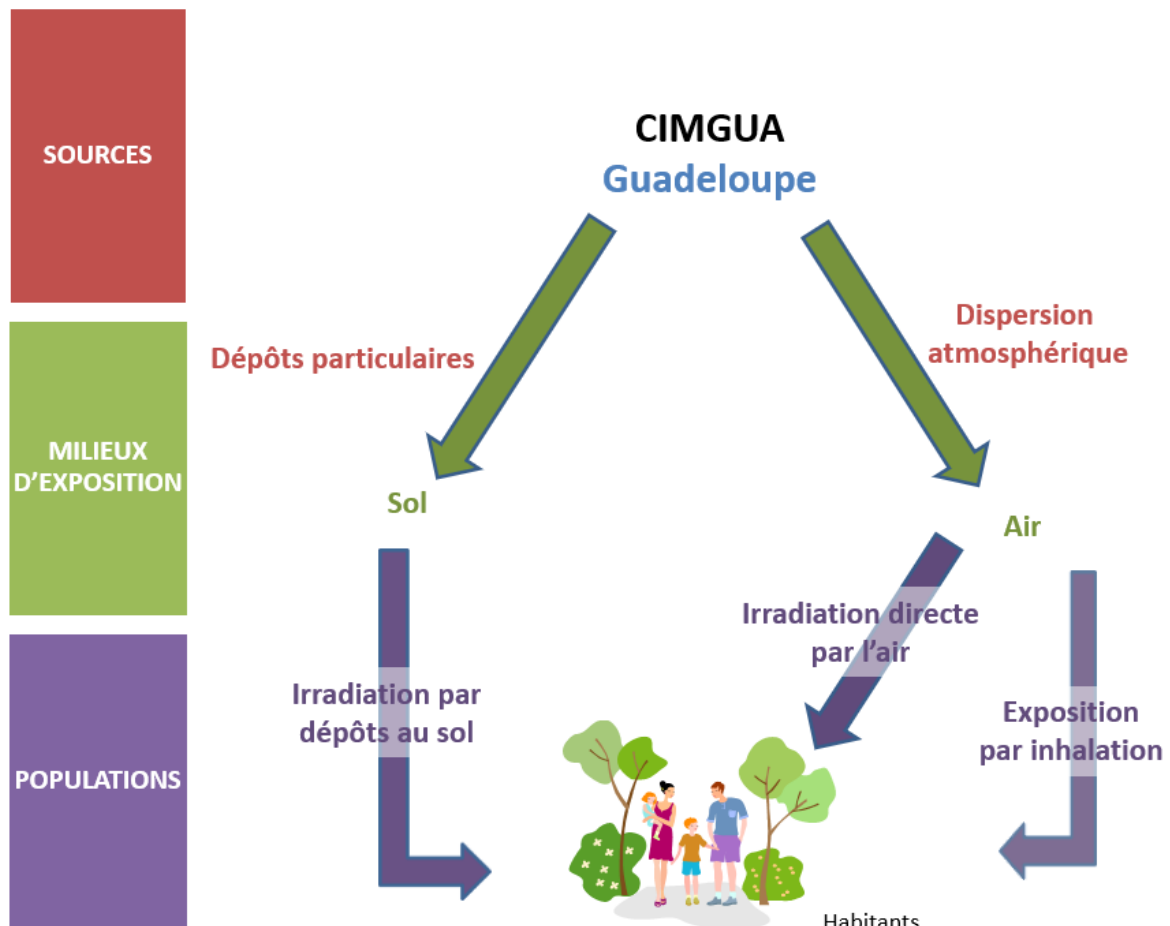 SOURCES
CIMGUA
Guadeloupe
Dépôts particulaires
Dispersion
atmosphérique
MILIEUX
D'EXPOSITION
Sol
Air
Irradiation directe
par l'air
Irradiation par
dépôts au sol
Exposition
par inhalation
POPULATIONS
Habitants